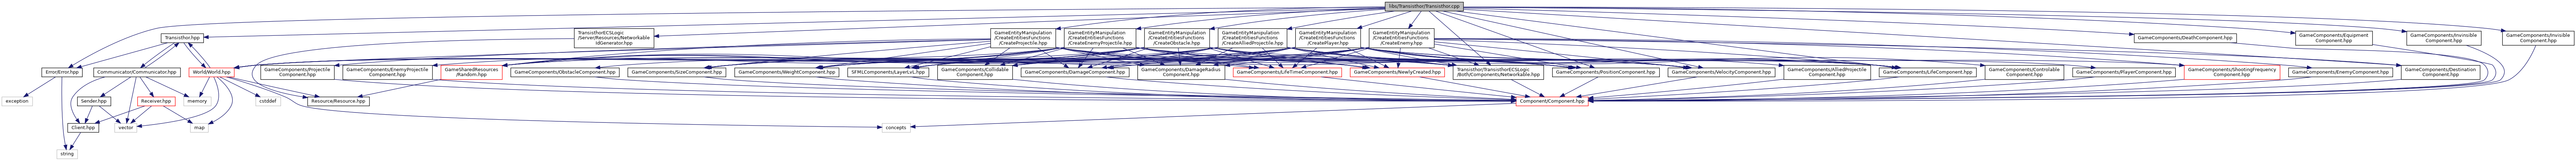 libs/Transisthor/Transisthor.cpp
Transisthor.hpp
TransisthorECSLogic
/Server/Resources/Networkable
IdGenerator.hpp
GameEntityManipulation
/CreateEntitiesFunctions
/CreateProjectile.hpp
GameEntityManipulation
/CreateEntitiesFunctions
/CreateEnemyProjectile.hpp
GameEntityManipulation
/CreateEntitiesFunctions
/CreateObstacle.hpp
GameEntityManipulation
/CreateEntitiesFunctions
/CreateAlliedProjectile.hpp
GameEntityManipulation
/CreateEntitiesFunctions
/CreatePlayer.hpp
GameEntityManipulation
/CreateEntitiesFunctions
/CreateEnemy.hpp
GameComponents/DeathComponent.hpp
GameComponents/Equipment
Component.hpp
GameComponents/Invinsible
Component.hpp
GameComponents/Invisible
Component.hpp
Error/Error.hpp
Communicator/Communicator.hpp
World/World.hpp
GameComponents/Projectile
Component.hpp
GameComponents/EnemyProjectile
Component.hpp
GameSharedResources
/Random.hpp
GameComponents/ObstacleComponent.hpp
GameComponents/SizeComponent.hpp
GameComponents/WeightComponent.hpp
SFMLComponents/LayerLvL.hpp
GameComponents/Collidable
Component.hpp
GameComponents/DamageComponent.hpp
GameComponents/DamageRadius
Component.hpp
GameComponents/LifeTimeComponent.hpp
GameComponents/NewlyCreated.hpp
Transisthor/TransisthorECSLogic
/Both/Components/Networkable.hpp
GameComponents/PositionComponent.hpp
GameComponents/VelocityComponent.hpp
GameComponents/AlliedProjectile
Component.hpp
GameComponents/LifeComponent.hpp
GameComponents/Controlable
Component.hpp
GameComponents/PlayerComponent.hpp
GameComponents/ShootingFrequency
Component.hpp
GameComponents/EnemyComponent.hpp
GameComponents/Destination
Component.hpp
exception
Sender.hpp
Receiver.hpp
memory
cstddef
Resource/Resource.hpp
Component/Component.hpp
Client.hpp
vector
map
concepts
string